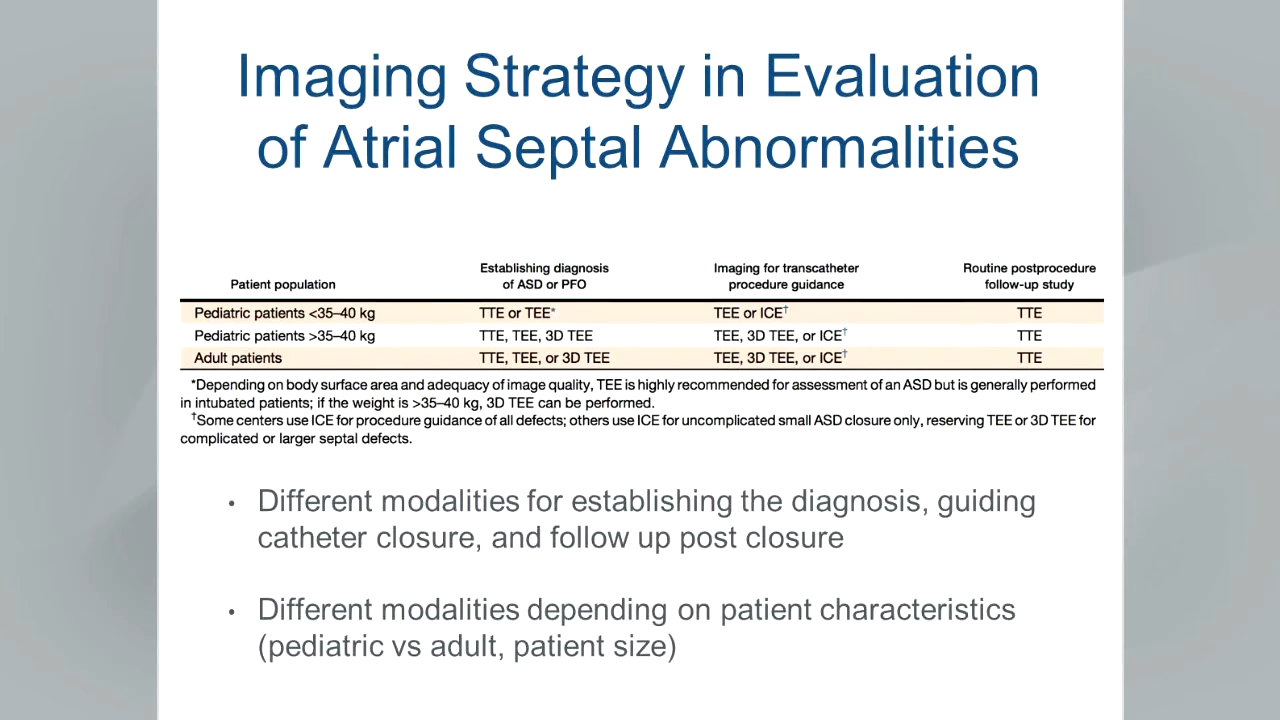 Imaging Strategy in Evaluation
of Atrial Septal Abnormalities
Patient population | Establishing diagnosis of ASD or PFO | Imaging for transcatheter procedure guidance | Routine postprocedure follow-up study
Pediatric patients <35–40 kg | TTE or TEE* | TEE or ICE† | TTE
Pediatric patients >35–40 kg | TTE, TEE, 3D TEE | TEE, 3D TEE, or ICE† | TTE
Adult patients | TTE, TEE, or 3D TEE | TEE, 3D TEE, or ICE† | TTE
*Depending on body surface area and adequacy of image quality, TEE is highly recommended for assessment of an ASD but is generally performed
in intubated patients; if the weight is >35–40 kg, 3D TEE can be performed.
†Some centers use ICE for procedure guidance of all defects; others use ICE for uncomplicated small ASD closure only, reserving TEE or 3D TEE for
complicated or larger septal defects.
• Different modalities for establishing the diagnosis, guiding
catheter closure, and follow up post closure
• Different modalities depending on patient characteristics
(pediatric vs adult, patient size)